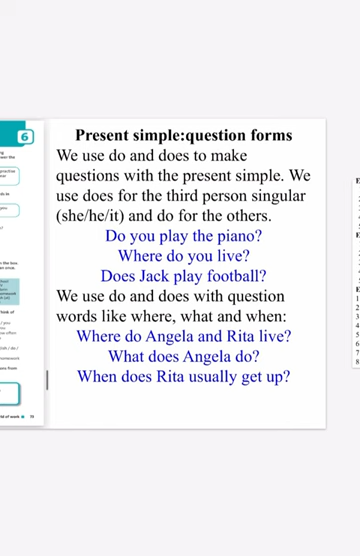 6
Present simple:question forms
We use do and does to make
questions with the present simple. We
use does for the third person singular
(she/he/it) and do for the others.
Do you play the piano?
Where do you live?
Does Jack play football?
We use do and does with question
words like where, what and when:
Where do Angela and Rita live?
What does Angela do?
When does Rita usually get up?